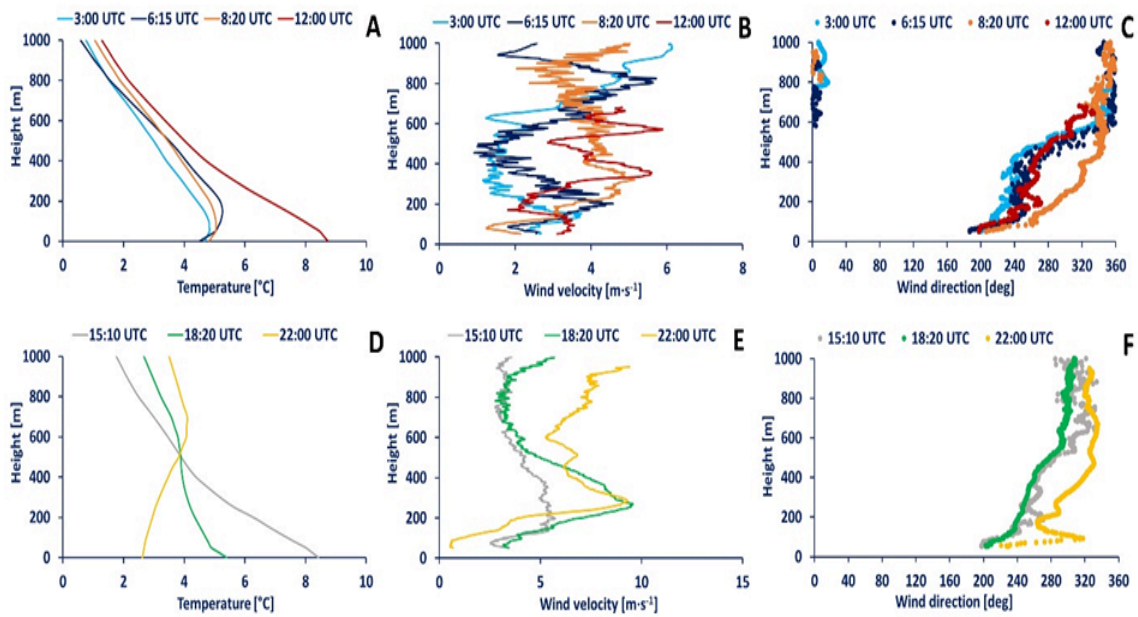 3:00 UTC 6:15 UTC 8:20 UTC 12:00 UTC
A
1000
800
600
400
200
0
Height [m]
0 2 4 6 8 10
Temperature [°C]
3:00 UTC 6:15 UTC 8:20 UTC 12:00 UTC
B
1000
800
600
400
200
0
Height [m]
0 2 4 6 8
Wind velocity [m·s⁻¹]
3:00 UTC 6:15 UTC 8:20 UTC 12:00 UTC
C
1000
800
600
400
200
0
Height [m]
0 40 80 120 160 200 240 280 320 360
Wind direction [deg]
15:10 UTC 18:20 UTC 22:00 UTC
D
1000
800
600
400
200
0
Height [m]
0 2 4 6 8 10
Temperature [°C]
15:10 UTC 18:20 UTC 22:00 UTC
E
1000
800
600
400
200
0
Height [m]
0 5 10 15
Wind velocity [m·s⁻¹]
15:10 UTC 18:20 UTC 22:00 UTC
F
1000
800
600
400
200
0
Height [m]
0 40 80 120 160 200 240 280 320 360
Wind direction [deg]